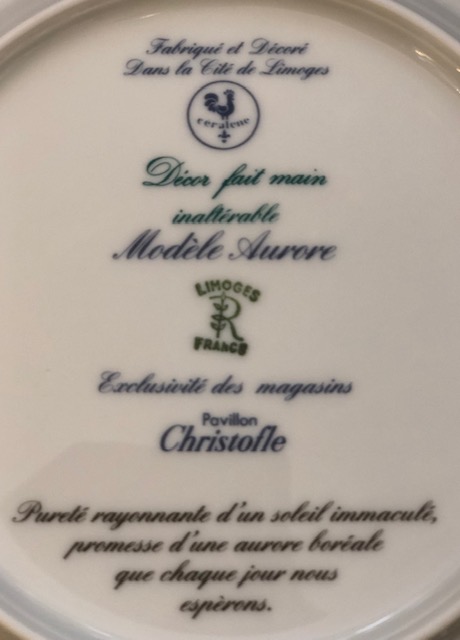 Fabriqué et Décoré
Dans la Cité de Limoges
ceralene
Décor fait main
inaltérable
Modèle Aurore
LIMOGES
R
FRANCE
Exclusivité des magasins
Pavillon
Christofle
Pureté rayonnante d'un soleil immaculé,
promesse d'une aurore boréale
que chaque jour nous
espèrons.